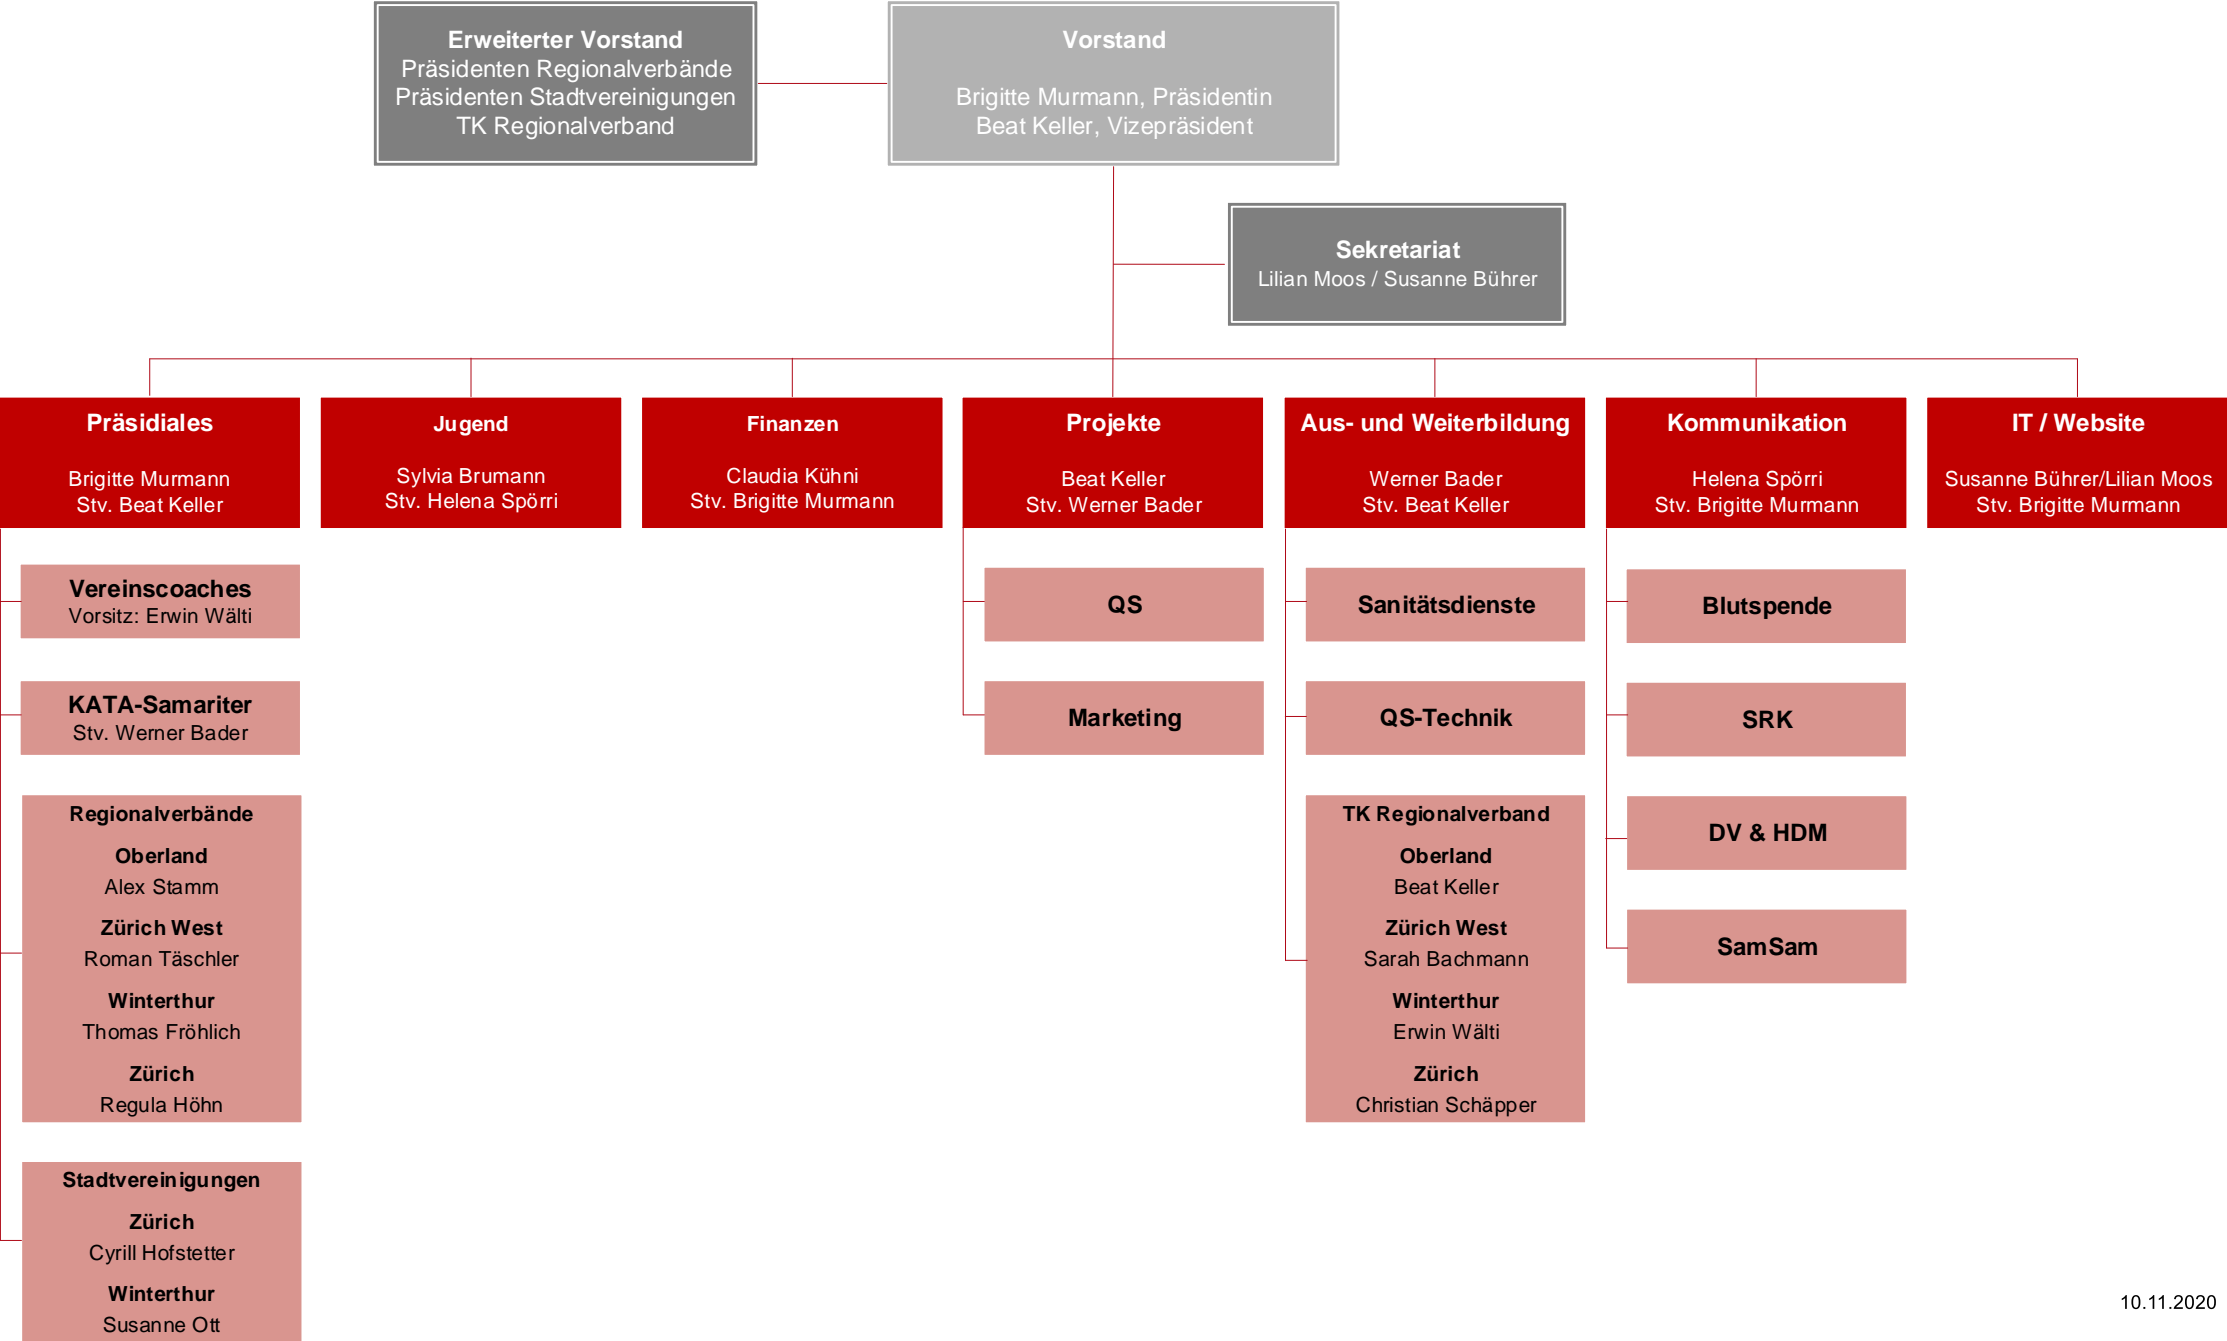 Erweiterter Vorstand
Präsidenten Regionalverbände
Präsidenten Stadtvereinigungen
TK Regionalverband
Vorstand
Brigitte Murmann, Präsidentin
Beat Keller, Vizepräsident
Sekretariat
Lilian Moos / Susanne Bührer
Präsidiales
Brigitte Murmann
Stv. Beat Keller
Jugend
Sylvia Brumann
Stv. Helena Spörri
Finanzen
Claudia Kühni
Stv. Brigitte Murmann
Projekte
Beat Keller
Stv. Werner Bader
Aus- und Weiterbildung
Werner Bader
Stv. Beat Keller
Kommunikation
Helena Spörri
Stv. Brigitte Murmann
IT / Website
Susanne Bührer/Lilian Moos
Stv. Brigitte Murmann
Vereinscoaches
Vorsitz: Erwin Wälti
KATA-Samariter
Stv. Werner Bader
Regionalverbände
Oberland
Alex Stamm
Zürich West
Roman Täschler
Winterthur
Thomas Fröhlich
Zürich
Regula Höhn
Stadtvereinigungen
Zürich
Cyrill Hofstetter
Winterthur
Susanne Ott
QS
Marketing
Sanitätsdienste
QS-Technik
TK Regionalverband
Oberland
Beat Keller
Zürich West
Sarah Bachmann
Winterthur
Erwin Wälti
Zürich
Christian Schäpper
Blutspende
SRK
DV & HDM
SamSam
10.11.2020